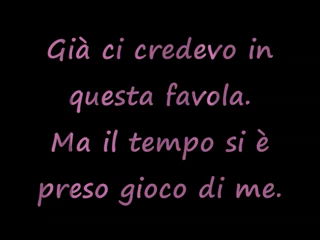 Già ci credevo in
questa favola.
Ma il tempo si è
preso gioco di me.